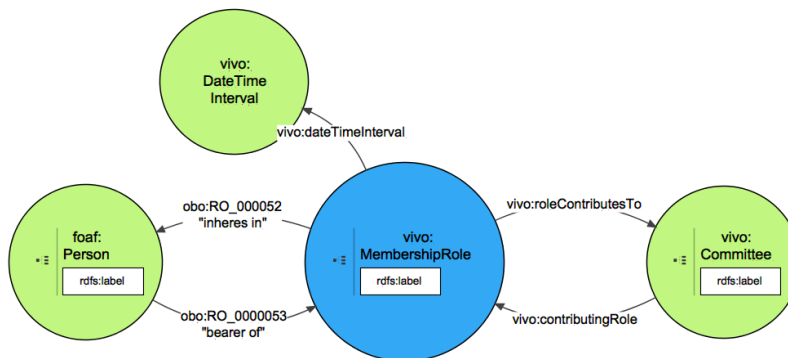 vivo:
DateTime
Interval
vivo:dateTimeInterval
obo:RO_000052
"inheres in"
vivo:roleContributesTo
foaf:
Person
rdfs:label
vivo:
MembershipRole
rdfs:label
vivo:
Committee
rdfs:label
obo:RO_0000053
"bearer of"
vivo:contributingRole